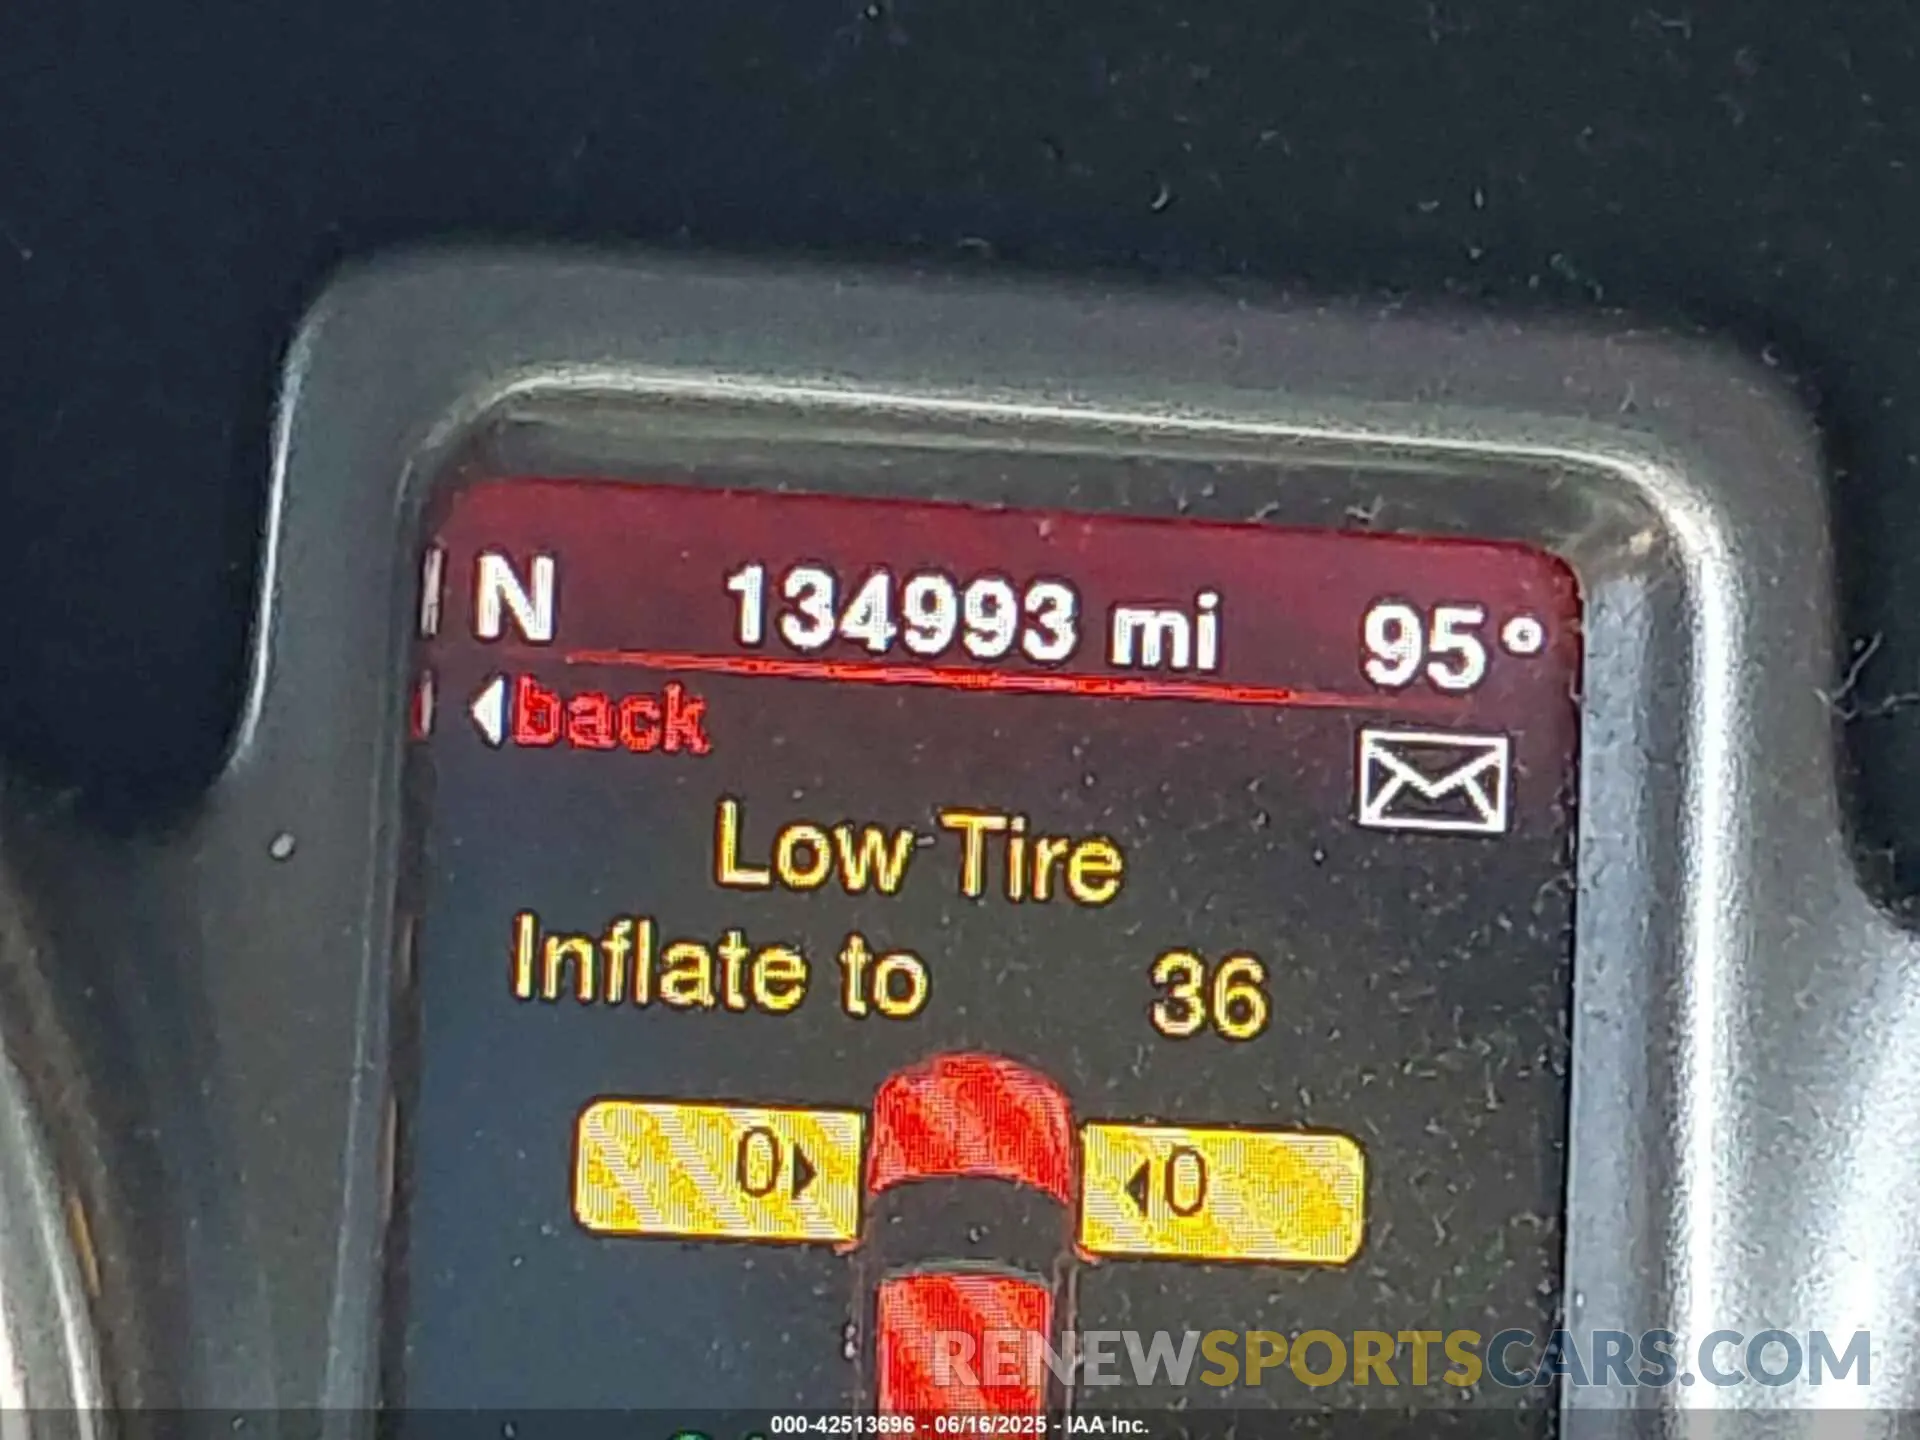 N 134993 mi 95°
back
Low Tire
Inflate to 36
0 0
RENEWSPORTSCARS.COM
000-42513696 - 06/16/2025 - IAA Inc.